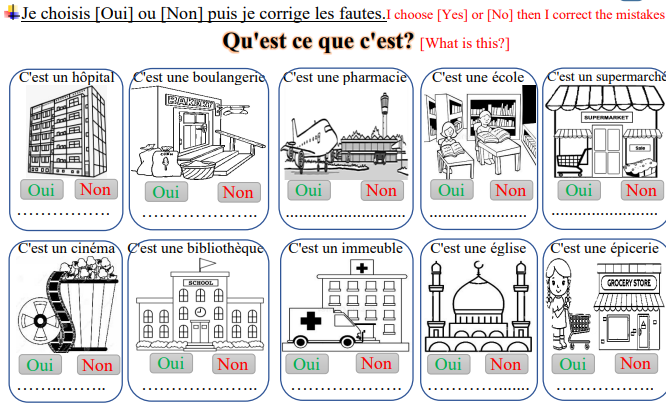 Je choisis [Oui] ou [Non] puis je corrige les fautes.I choose [Yes] or [No] then I correct the mistakes
Qu'est ce que c'est? [What is this?]
C'est un hôpital C'est une boulangerie C'est une pharmacie C'est une école C'est un supermarché
BAKERY
SUPERMARKET
Sale
Oui Non Oui Non Oui Non Oui Non Oui Non
C'est un cinéma C'est une bibliothèque C'est un immeuble C'est une église C'est une épicerie
SCHOOL
GROCERY STORE
Oui Non Oui Non Oui Non Oui Non Oui Non